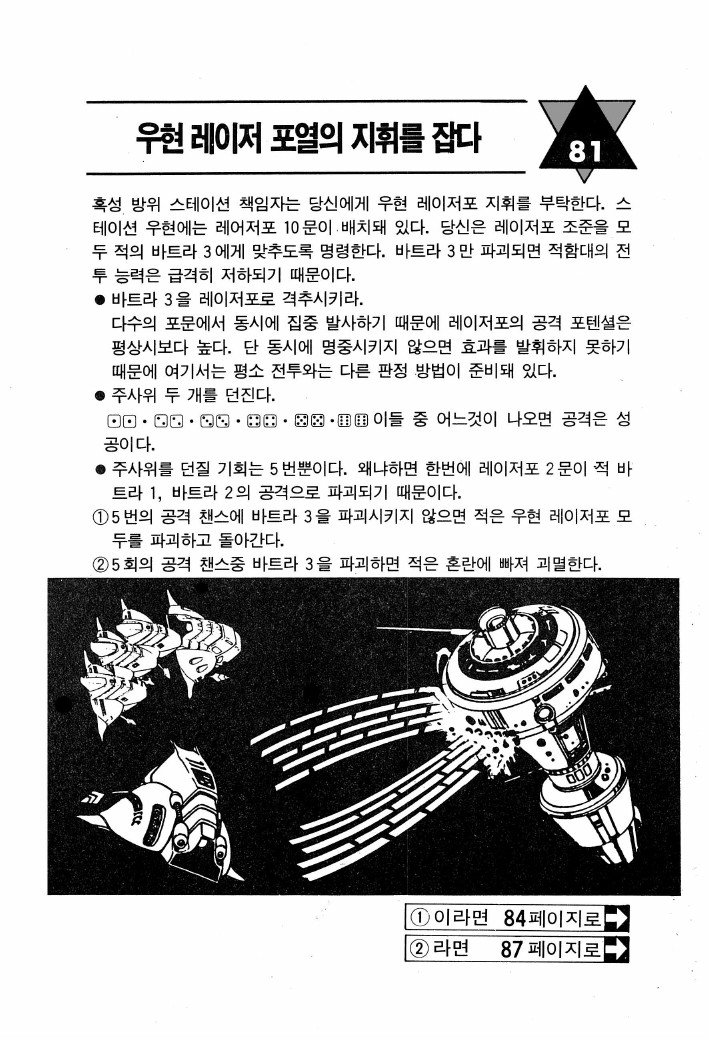 우현 레이저 포열의 지휘를 잡다
81
혹성 방위 스테이션 책임자는 당신에게 우현 레이저포 지휘를 부탁한다. 스
테이션 우현에는 레어저포 10문이 배치돼 있다. 당신은 레이저포 조준을 모
두 적의 바트라 3에게 맞추도록 명령한다. 바트라 3만 파괴되면 적함대의 전
투 능력은 급격히 저하되기 때문이다.
● 바트라 3을 레이저포로 격추시키라.
다수의 포문에서 동시에 집중 발사하기 때문에 레이저포의 공격 포텐셜은
평상시보다 높다. 단 동시에 명중시키지 않으면 효과를 발휘하지 못하기
때문에 여기서는 평소 전투와는 다른 판정 방법이 준비돼 있다.
● 주사위 두 개를 던진다.
⚀⚀·⚁⚁·⚂⚂·⚃⚃·⚄⚄·⚅⚅이들 중 어느것이 나오면 공격은 성
공이다.
● 주사위를 던질 기회는 5번뿐이다. 왜냐하면 한번에 레이저포 2문이 적 바
트라 1, 바트라 2의 공격으로 파괴되기 때문이다.
①5번의 공격 챈스에 바트라 3을 파괴시키지 않으면 적은 우현 레이저포 모
두를 파괴하고 돌아간다.
②5회의 공격 챈스중 바트라 3을 파괴하면 적은 혼란에 빠져 괴멸한다.
①이라면 84페이지로➡
②라면 87페이지로➡